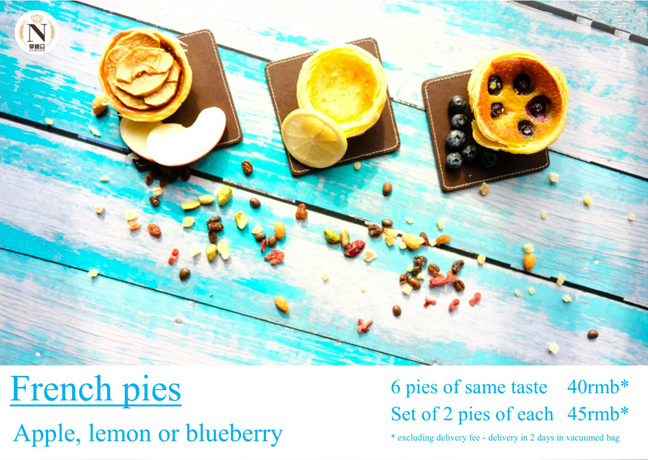 N
French pies
Apple, lemon or blueberry
6 pies of same taste 40rmb*
Set of 2 pies of each 45rmb*
* excluding delivery fee - delivery in 2 days in vacuumed bag